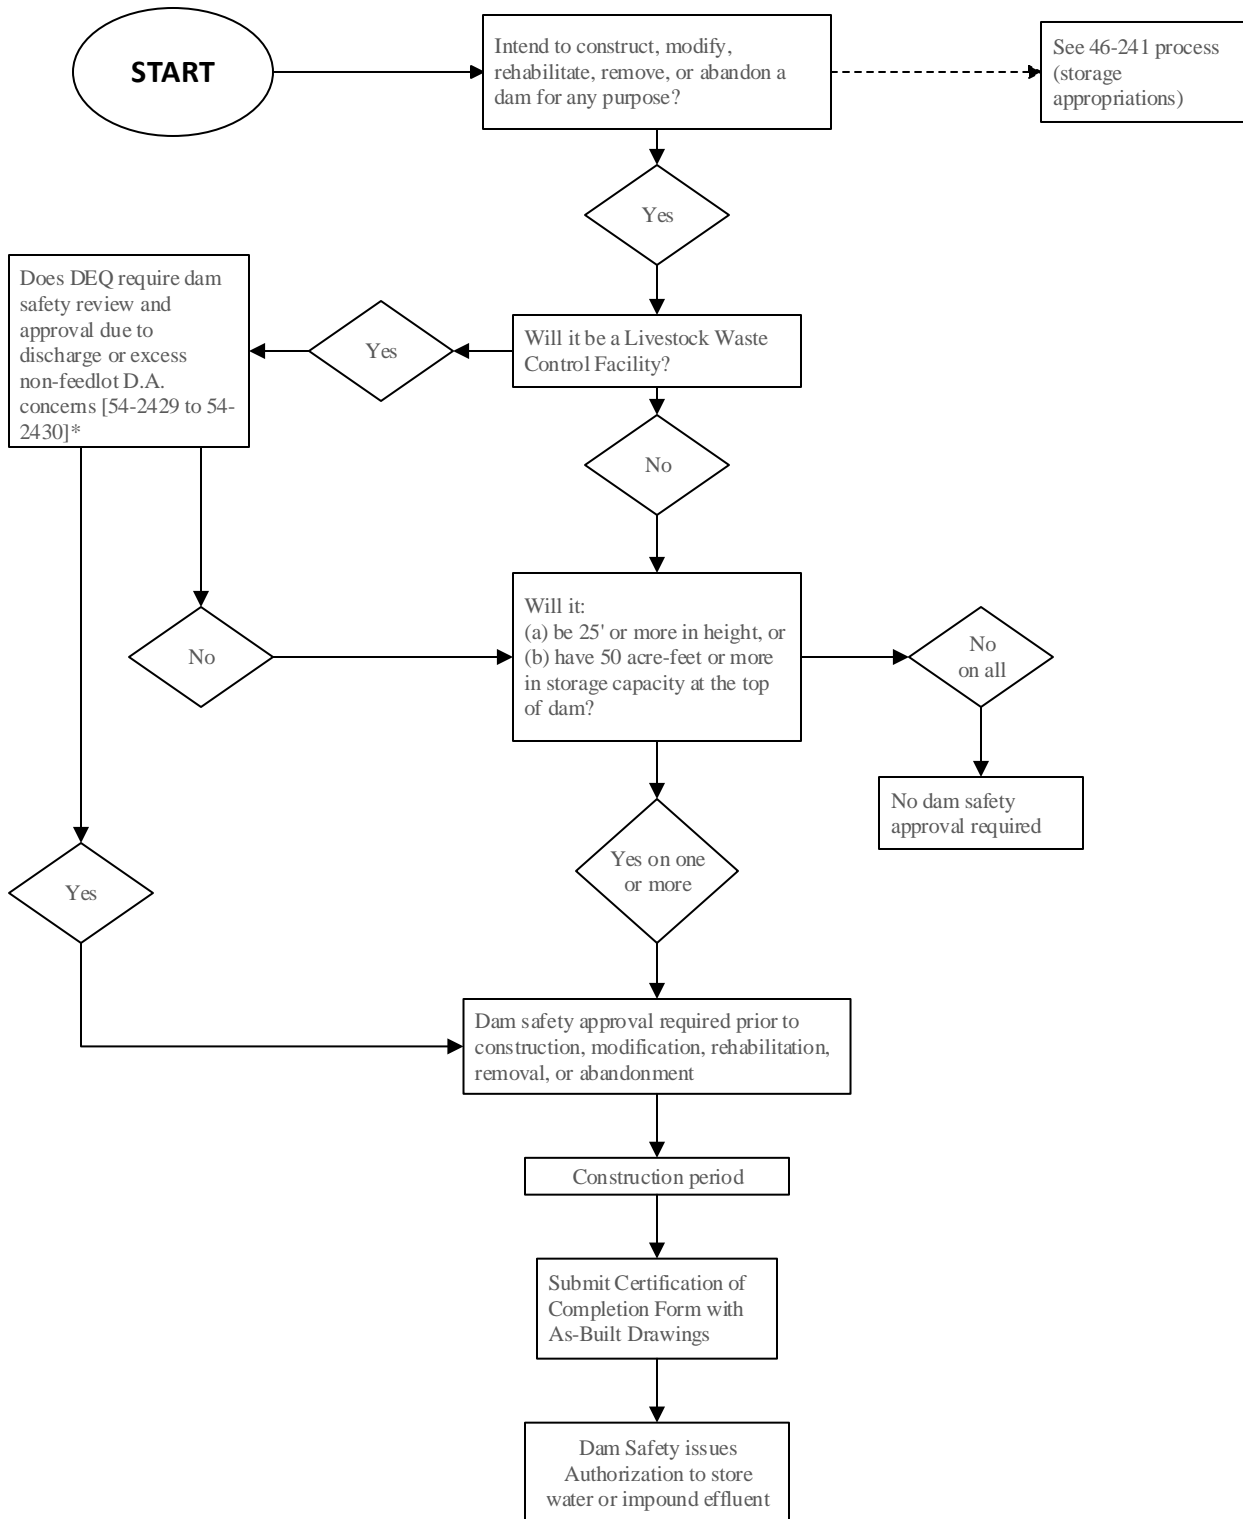 START
Intend to construct, modify,
rehabilitate, remove, or abandon a
dam for any purpose?
See 46-241 process
(storage
appropriations)
Yes
Does DEQ require dam
safety review and
approval due to
discharge or excess
non-feedlot D.A.
concerns [54-2429 to 54-
2430]*
Yes
Will it be a Livestock Waste
Control Facility?
No
No
Will it:
(a) be 25' or more in height, or
(b) have 50 acre-feet or more
in storage capacity at the top
of dam?
No
on all
No dam safety
approval required
Yes
Yes on one
or more
Dam safety approval required prior to
construction, modification, rehabilitation,
removal, or abandonment
Construction period
Submit Certification of
Completion Form with
As-Built Drawings
Dam Safety issues
Authorization to store
water or impound effluent